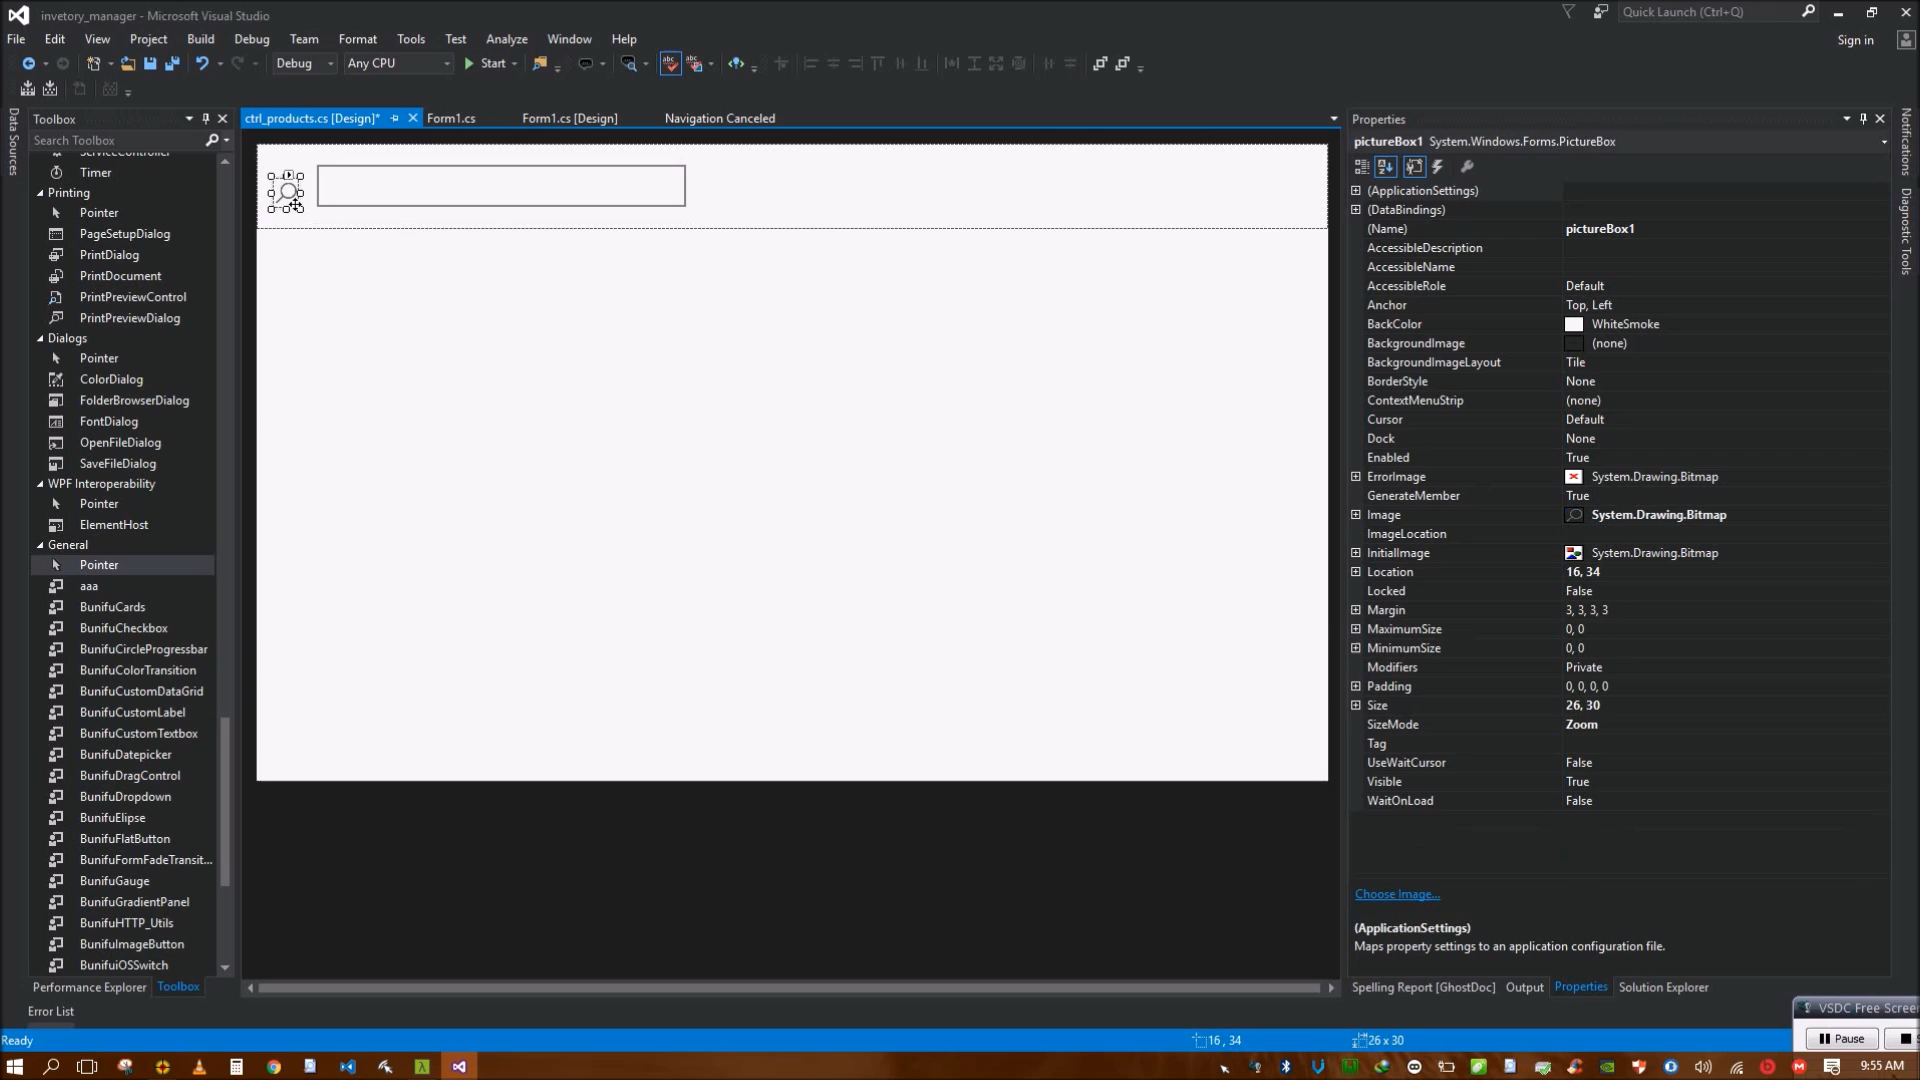 invetory_manager - Microsoft Visual Studio
Quick Launch (Ctrl+Q)
File Edit View Project Build Debug Team Format Tools Test Analyze Window Help
Sign in
Debug Any CPU Start
Data Sources
Toolbox
Search Toolbox
ServiceController
Timer
Printing
Pointer
PageSetupDialog
PrintDialog
PrintDocument
PrintPreviewControl
PrintPreviewDialog
Dialogs
Pointer
ColorDialog
FolderBrowserDialog
FontDialog
OpenFileDialog
SaveFileDialog
WPF Interoperability
Pointer
ElementHost
General
Pointer
aaa
BunifuCards
BunifuCheckbox
BunifuCircleProgressbar
BunifuColorTransition
BunifuCustomDataGrid
BunifuCustomLabel
BunifuCustomTextbox
BunifuDatepicker
BunifuDragControl
BunifuDropdown
BunifuElipse
BunifuFlatButton
BunifuFormFadeTransit...
BunifuGauge
BunifuGradientPanel
BunifuHTTP_Utils
BunifuImageButton
BunifuiOSSwitch
Performance Explorer Toolbox
ctrl_products.cs [Design]* Form1.cs Form1.cs [Design] Navigation Canceled
Properties
pictureBox1 System.Windows.Forms.PictureBox
(ApplicationSettings)
(DataBindings)
(Name) pictureBox1
AccessibleDescription
AccessibleName
AccessibleRole Default
Anchor Top, Left
BackColor WhiteSmoke
BackgroundImage (none)
BackgroundImageLayout Tile
BorderStyle None
ContextMenuStrip (none)
Cursor Default
Dock None
Enabled True
ErrorImage System.Drawing.Bitmap
GenerateMember True
Image System.Drawing.Bitmap
ImageLocation
InitialImage System.Drawing.Bitmap
Location 16, 34
Locked False
Margin 3, 3, 3, 3
MaximumSize 0, 0
MinimumSize 0, 0
Modifiers Private
Padding 0, 0, 0, 0
Size 26, 30
SizeMode Zoom
Tag
UseWaitCursor False
Visible True
WaitOnLoad False
Choose Image...
(ApplicationSettings)
Maps property settings to an application configuration file.
Spelling Report [GhostDoc] Output Properties Solution Explorer
Notifications
Diagnostic Tools
Error List
VSDC Free Screen
Pause
Ready
16 , 34
26 x 30
9:55 AM